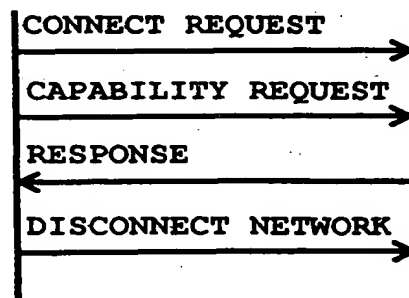 CONNECT REQUEST
CAPABILITY REQUEST
RESPONSE
DISCONNECT NETWORK